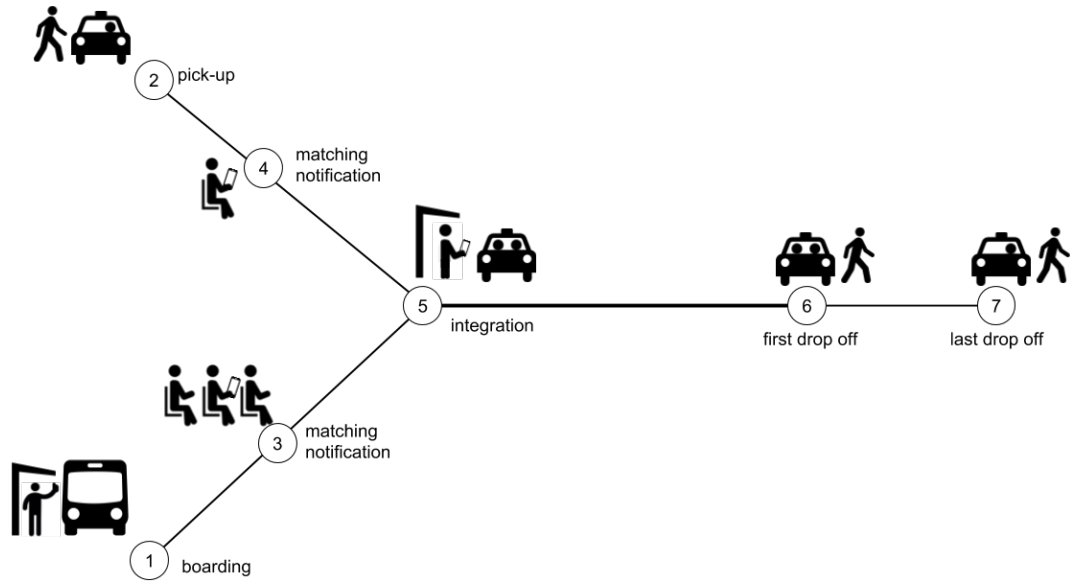 2
pick-up
4
matching
notification
5
integration
6
first drop off
7
last drop off
3
matching
notification
1
boarding